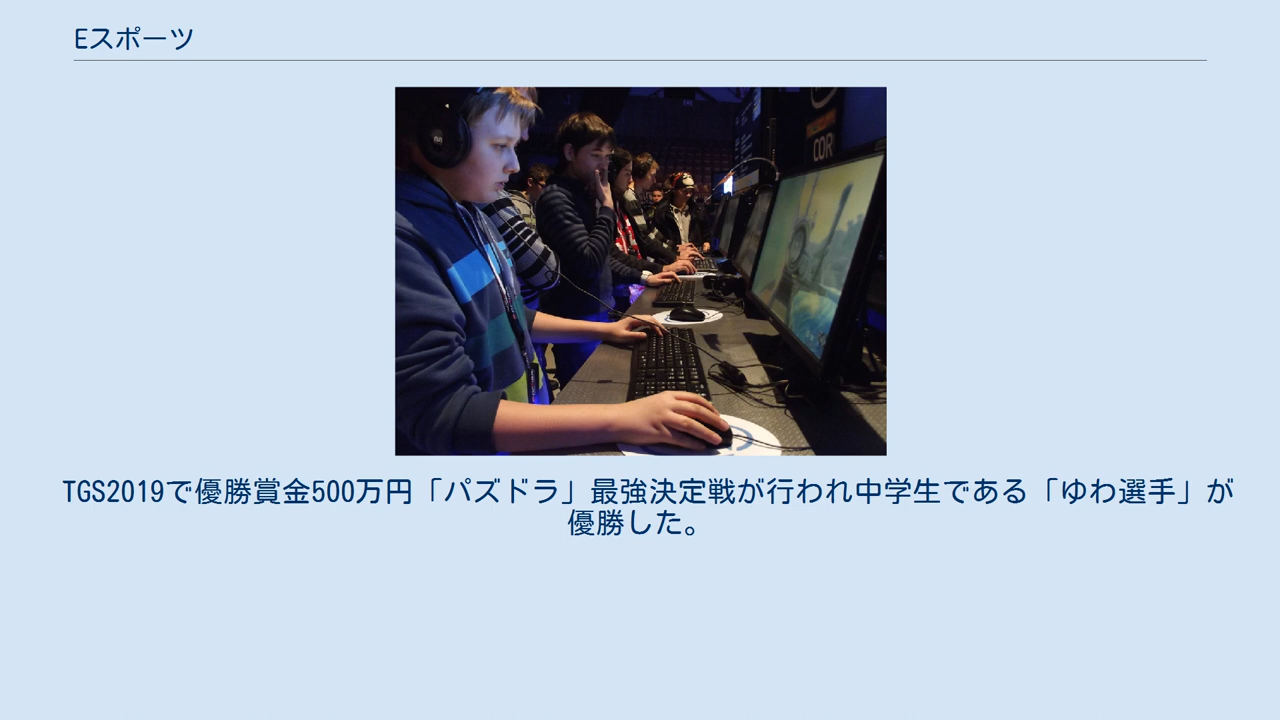 Eスポーツ
COR
TGS2019で優勝賞金500万円「パズドラ」最強決定戦が行われ中学生である「ゆわ選手」が
優勝した。